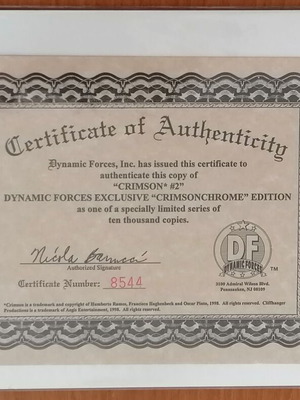 Certificate of Authenticity
Dynamic Forces, Inc. has issued this certificate to
authenticate this copy of
"CRIMSON* #2"
DYNAMIC FORCES EXCLUSIVE "CRIMSONCHROME" EDITION
as one of a specially limited series of
ten thousand copies.
Nicola Barucci
Authorized Signature
Certificate Number: 8544
DF
DYNAMIC FORCES
TM
3100 Admiral Wilson Blvd.
Pennsauken, NJ 08109
*Crimson is a trademark and copyright of Humberto Ramos, Francisco Haghenbeck and Oscar Pinto, 1998. All rights reserved. Cliffhanger
Productions is a trademark of Aegis Entertainment, 1998. All rights reserved.